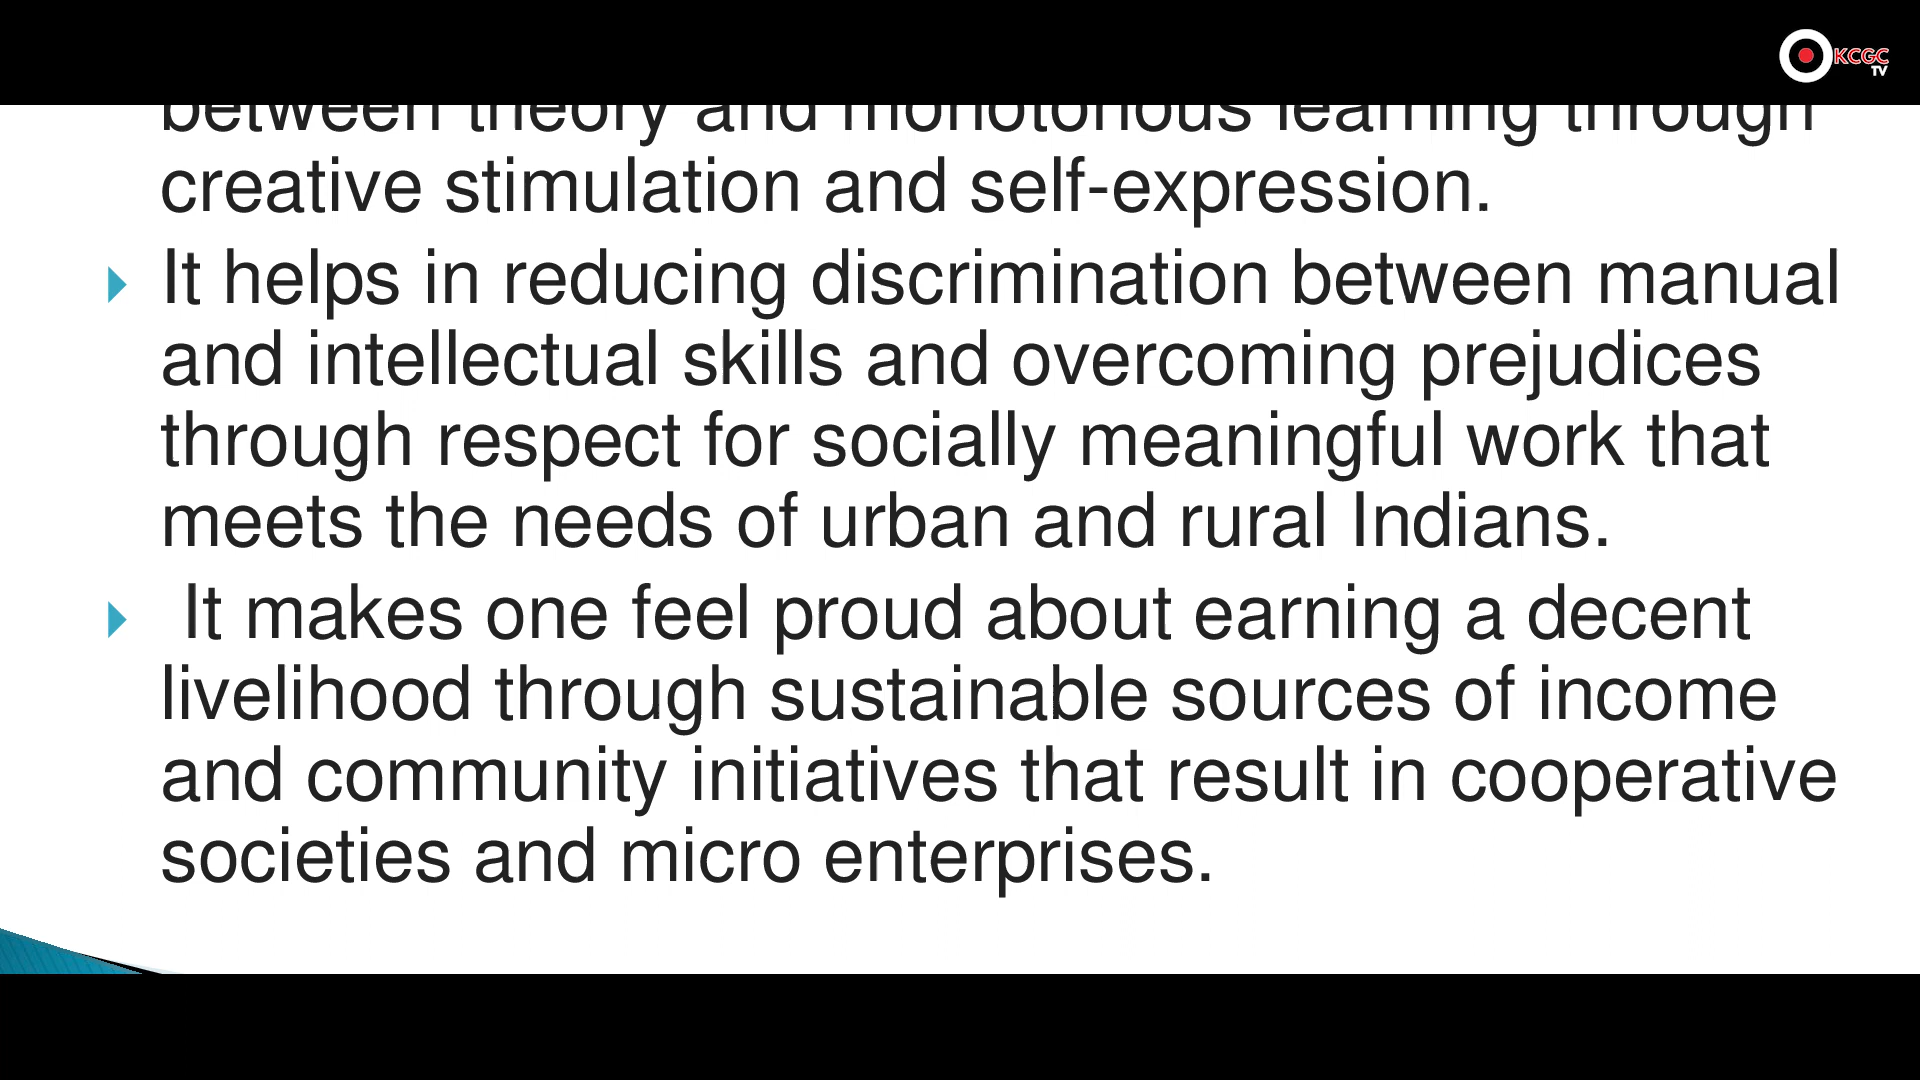 KCGC
TV
between theory and monotonous learning through
creative stimulation and self-expression.
It helps in reducing discrimination between manual
and intellectual skills and overcoming prejudices
through respect for socially meaningful work that
meets the needs of urban and rural Indians.
It makes one feel proud about earning a decent
livelihood through sustainable sources of income
and community initiatives that result in cooperative
societies and micro enterprises.